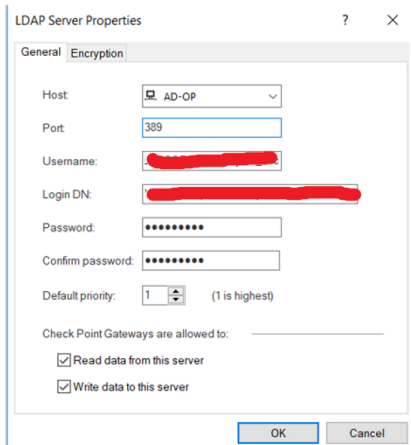 LDAP Server Properties ? ×
General Encryption
Host: AD-OP
Port: 389
Username:
Login DN:
Password: •••••••••
Confirm password: •••••••••
Default priority: 1 (1 is highest)
Check Point Gateways are allowed to:
Read data from this server
Write data to this server
OK Cancel